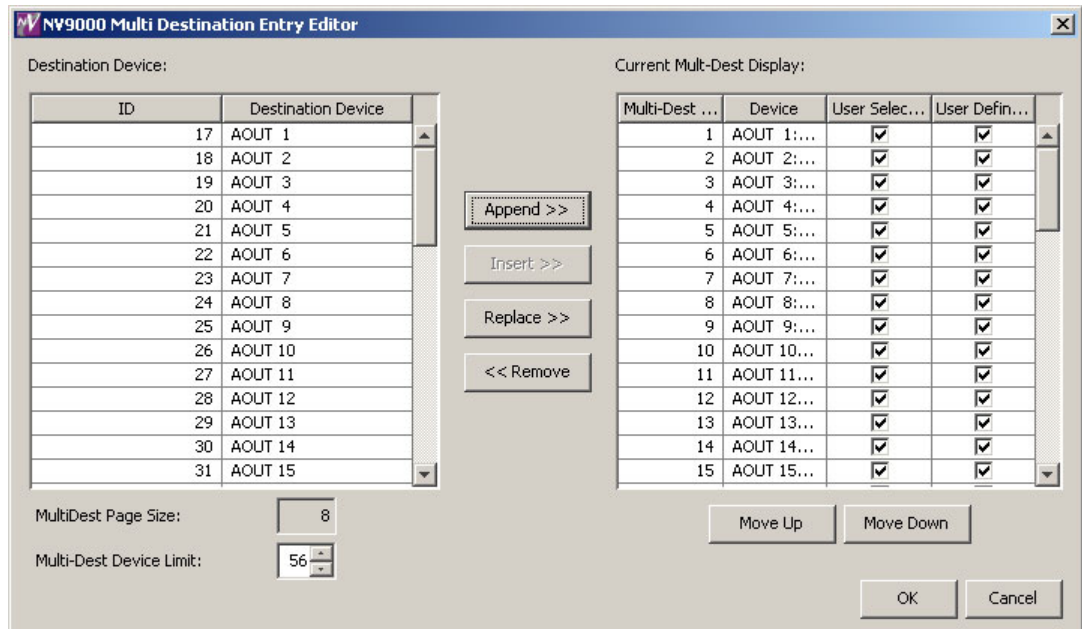 NV9000 Multi Destination Entry Editor
Destination Device:
ID Destination Device
17 AOUT 1
18 AOUT 2
19 AOUT 3
20 AOUT 4
21 AOUT 5
22 AOUT 6
23 AOUT 7
24 AOUT 8
25 AOUT 9
26 AOUT 10
27 AOUT 11
28 AOUT 12
29 AOUT 13
30 AOUT 14
31 AOUT 15
MultiDest Page Size: 8
Multi-Dest Device Limit: 56
Append >>
Insert >>
Replace >>
<< Remove
Current Mult-Dest Display:
Multi-Dest ... Device User Selec... User Defin...
1 AOUT 1:...
2 AOUT 2:...
3 AOUT 3:...
4 AOUT 4:...
5 AOUT 5:...
6 AOUT 6:...
7 AOUT 7:...
8 AOUT 8:...
9 AOUT 9:...
10 AOUT 10...
11 AOUT 11...
12 AOUT 12...
13 AOUT 13...
14 AOUT 14...
15 AOUT 15...
Move Up Move Down
OK Cancel